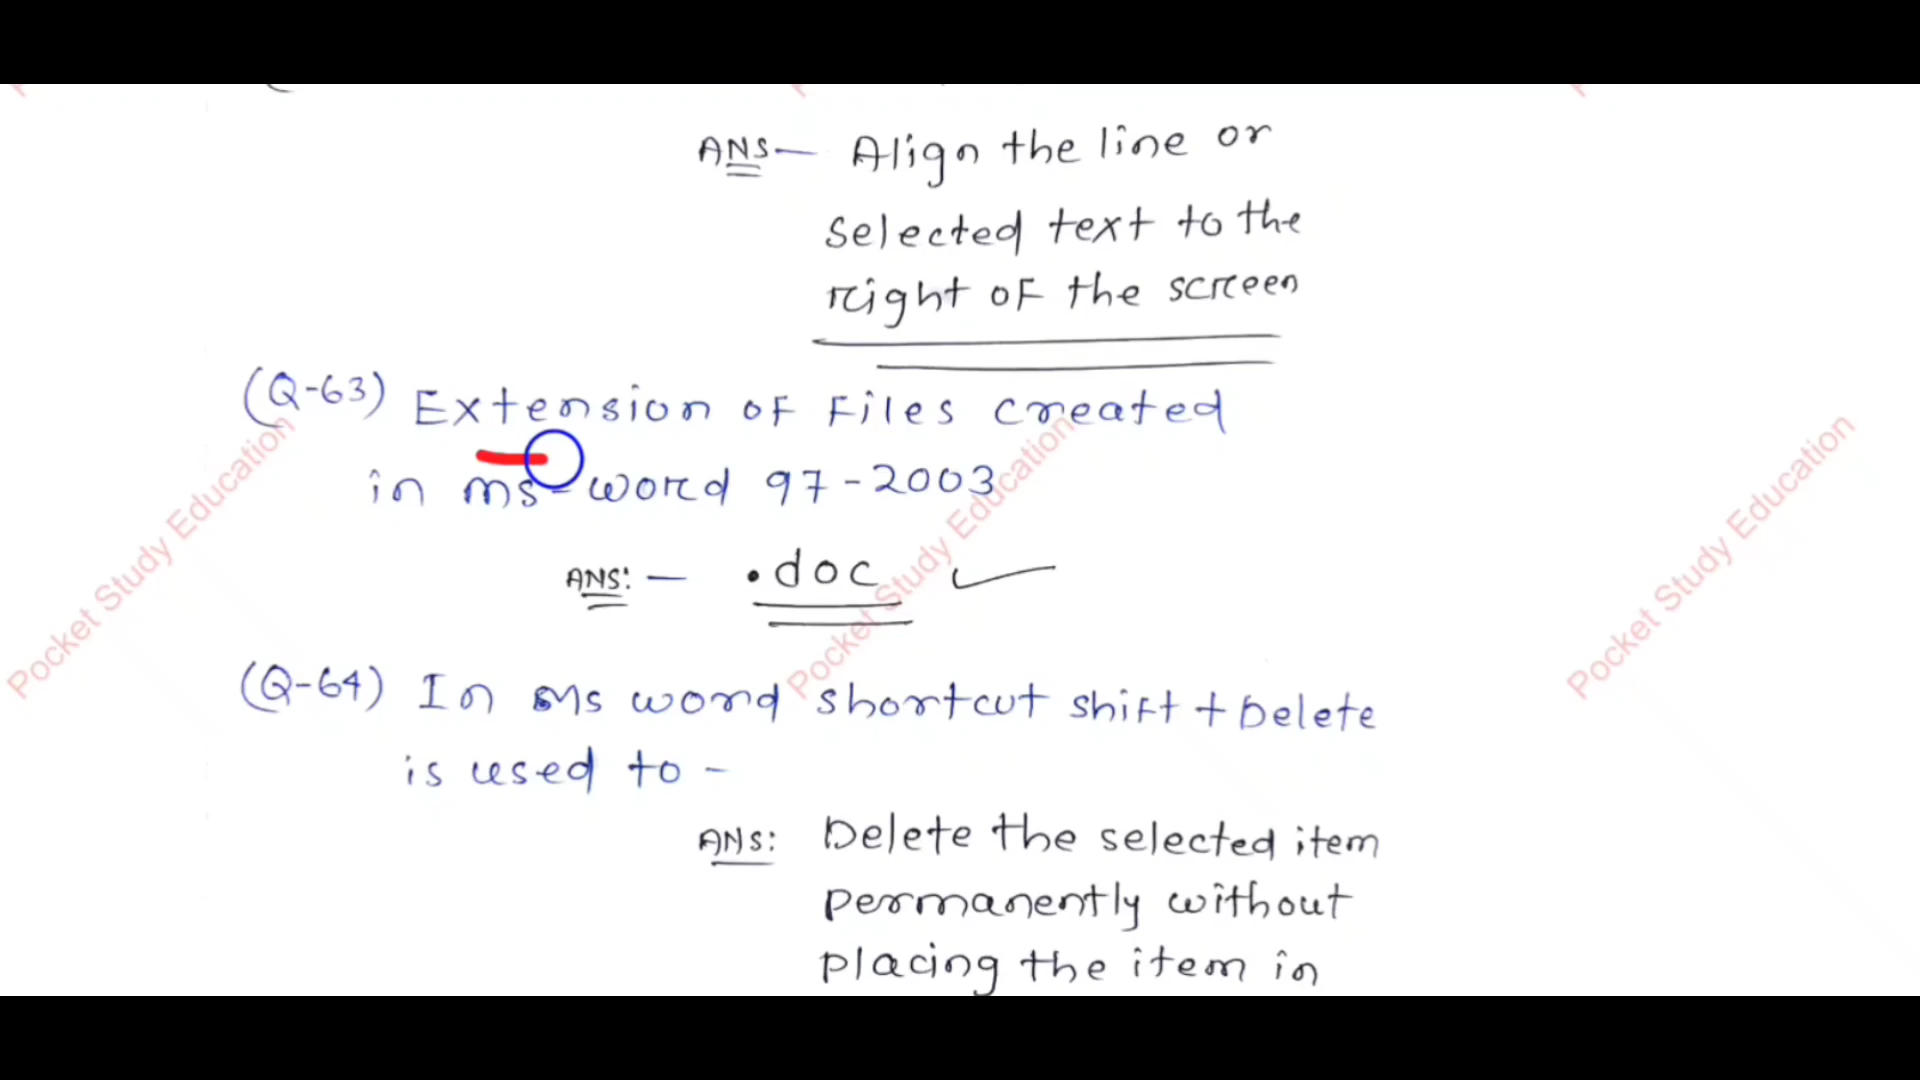 ANS— Align the line or
selected text to the
right of the screen
(Q-63) Extension of Files created
in ms-word 97-2003
ANS:— .doc
(Q-64) In Ms word shortcut shift + Delete
is used to -
ANS: Delete the selected item
permanently without
placing the item in
Pocket Study Education
Pocket Study Education
Pocket Study Education